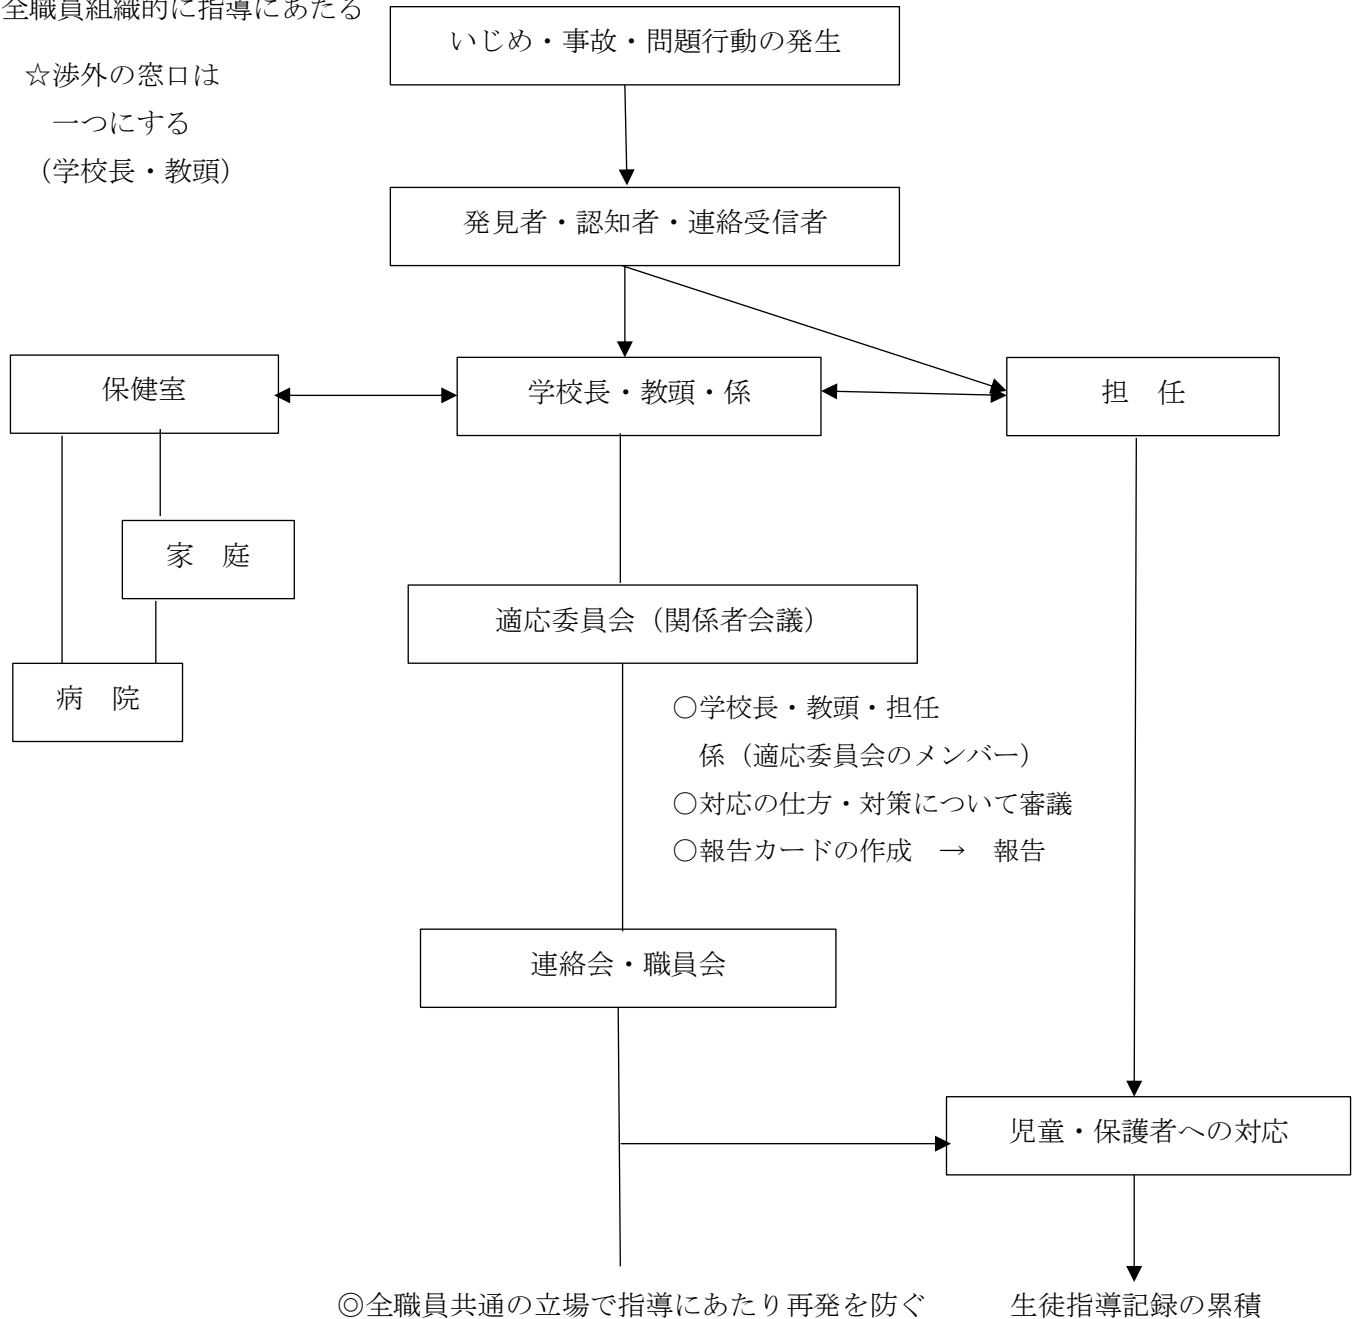 全職員組織的に指導にあたる
いじめ・事故・問題行動の発生
☆渉外の窓口は
一つにする
（学校長・教頭）
発見者・認知者・連絡受信者
保健室
学校長・教頭・係
担　任
家　庭
適応委員会（関係者会議）
病　院
○学校長・教頭・担任
係（適応委員会のメンバー）
○対応の仕方・対策について審議
○報告カードの作成　→　報告
連絡会・職員会
児童・保護者への対応
◎全職員共通の立場で指導にあたり再発を防ぐ
生徒指導記録の累積